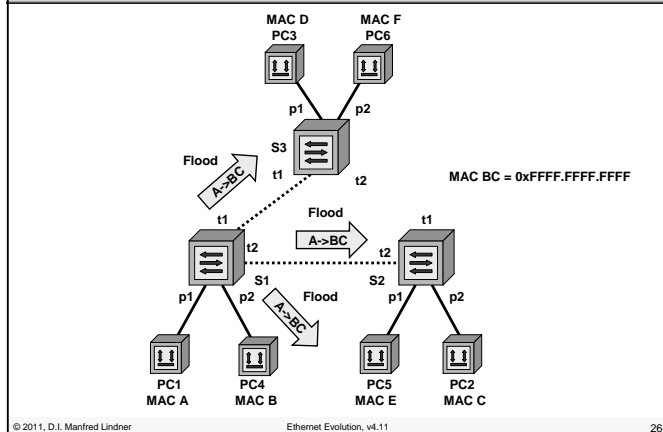 MAC D MAC F
PC3 PC6
p1 p2
S3
Flood
t1 t2
A->BC
MAC BC = 0xFFFF.FFFF.FFFF
Flood
t1 t1
t2 A->BC t2
S1 S2
p1 p2 Flood p1 p2
A->BC
PC1 PC4 PC5 PC2
MAC A MAC B MAC E MAC C
© 2011, D.I. Manfred Lindner Ethernet Evolution, v4.11 26